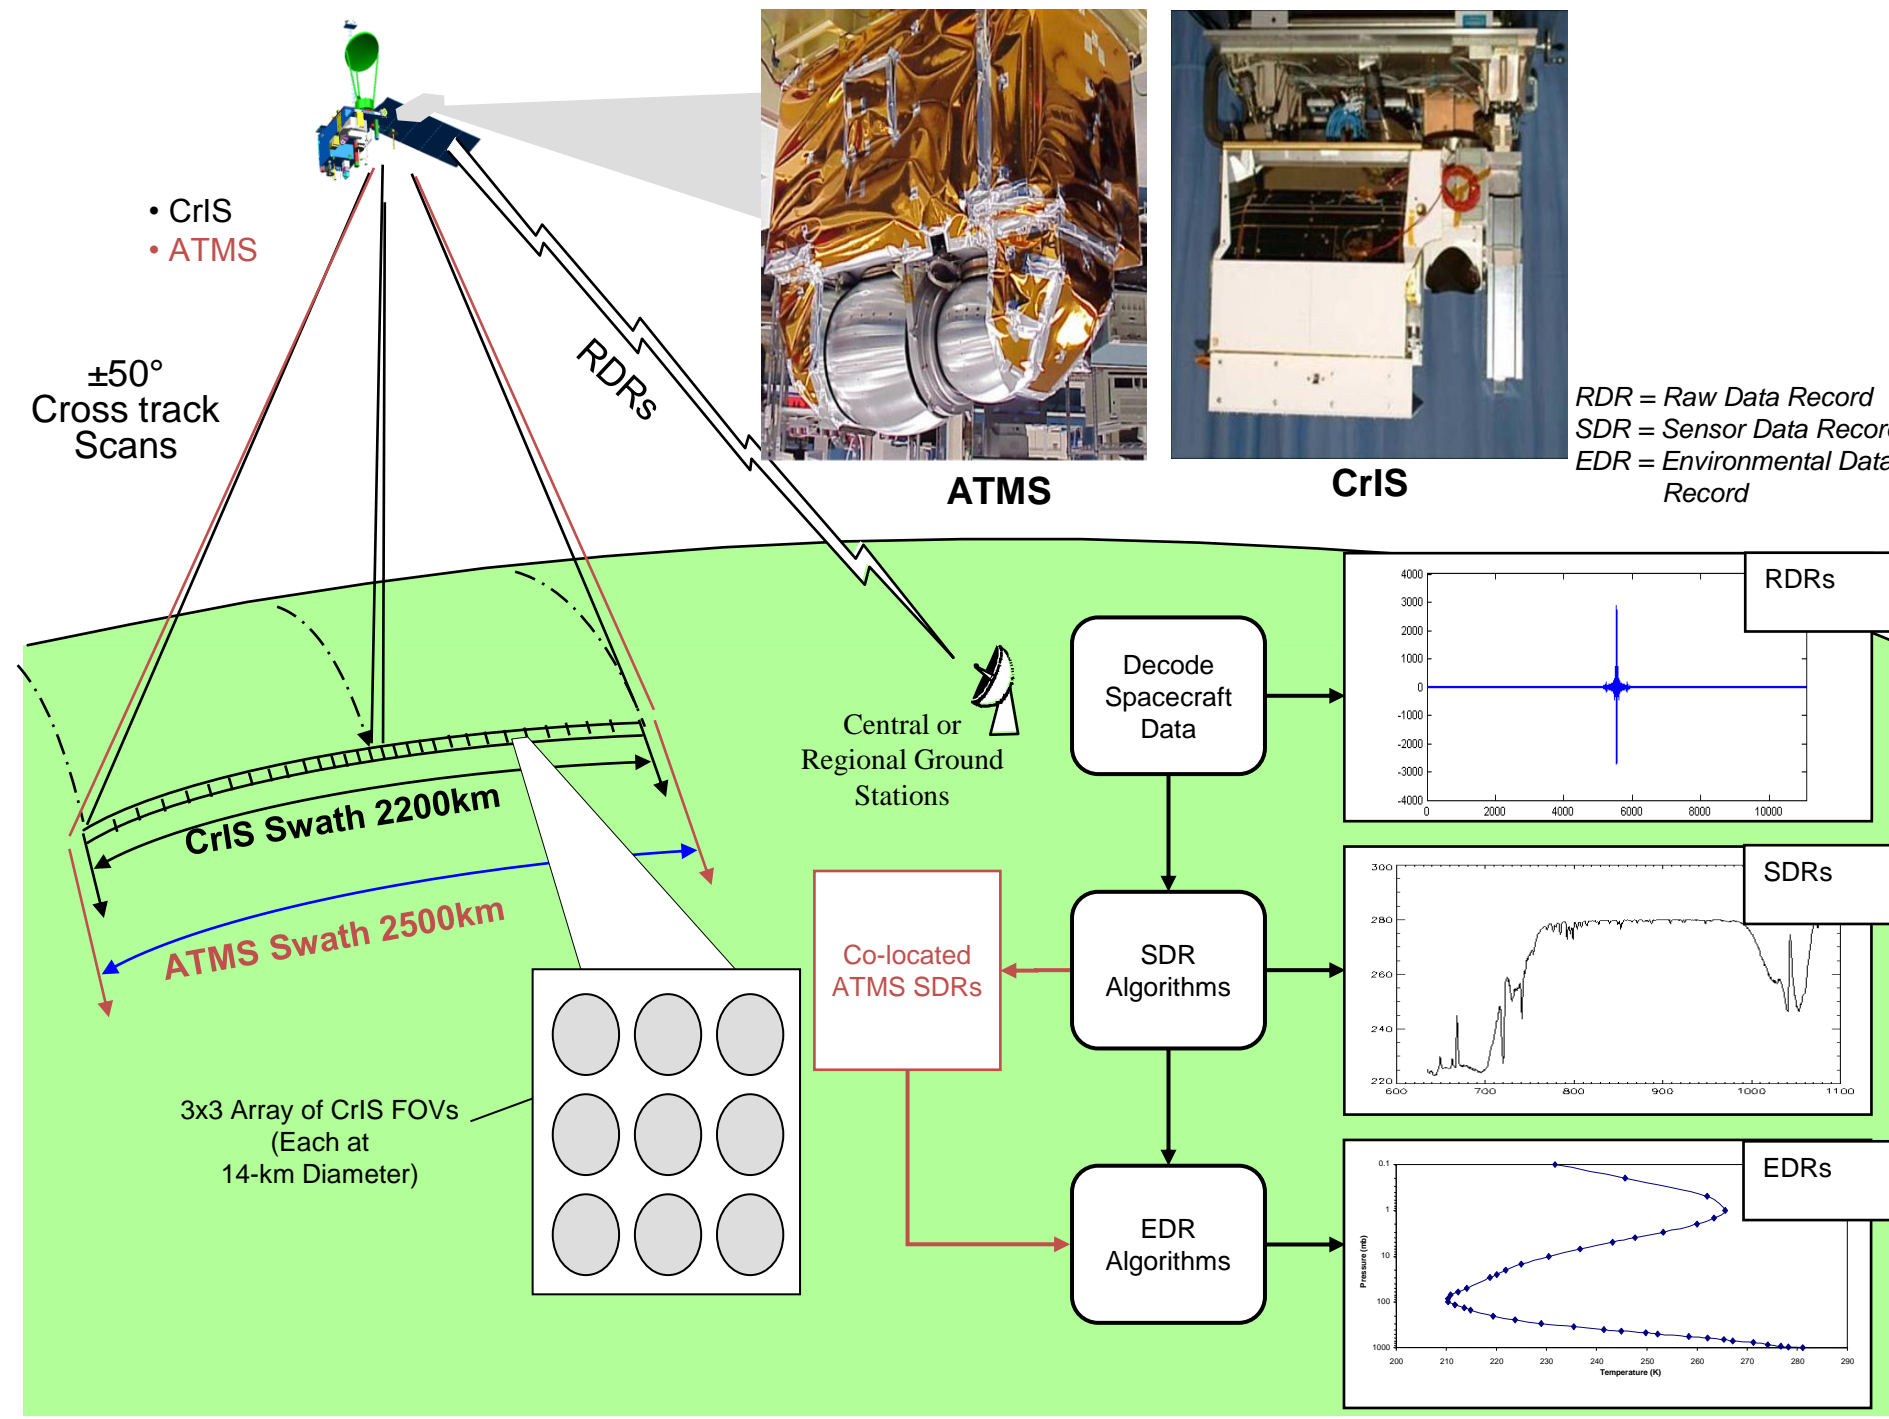 • CrIS
• ATMS
±50°
Cross track
Scans
RDRs
ATMS
CrIS
RDR = Raw Data Record
SDR = Sensor Data Record
EDR = Environmental Data
Record
CrIS Swath 2200km
ATMS Swath 2500km
3x3 Array of CrIS FOVs
(Each at
14-km Diameter)
Central or
Regional Ground
Stations
Decode
Spacecraft
Data
Co-located
ATMS SDRs
SDR
Algorithms
EDR
Algorithms
RDRs
4000
3000
2000
1000
0
-1000
-2000
-3000
-4000
0 2000 4000 6000 8000 10000
SDRs
300
280
260
240
220
600 700 800 900 1000 1100
EDRs
0.1
1
10
100
1000
Pressure (mb)
200 210 220 230 240 250 260 270 280 290
Temperature (K)